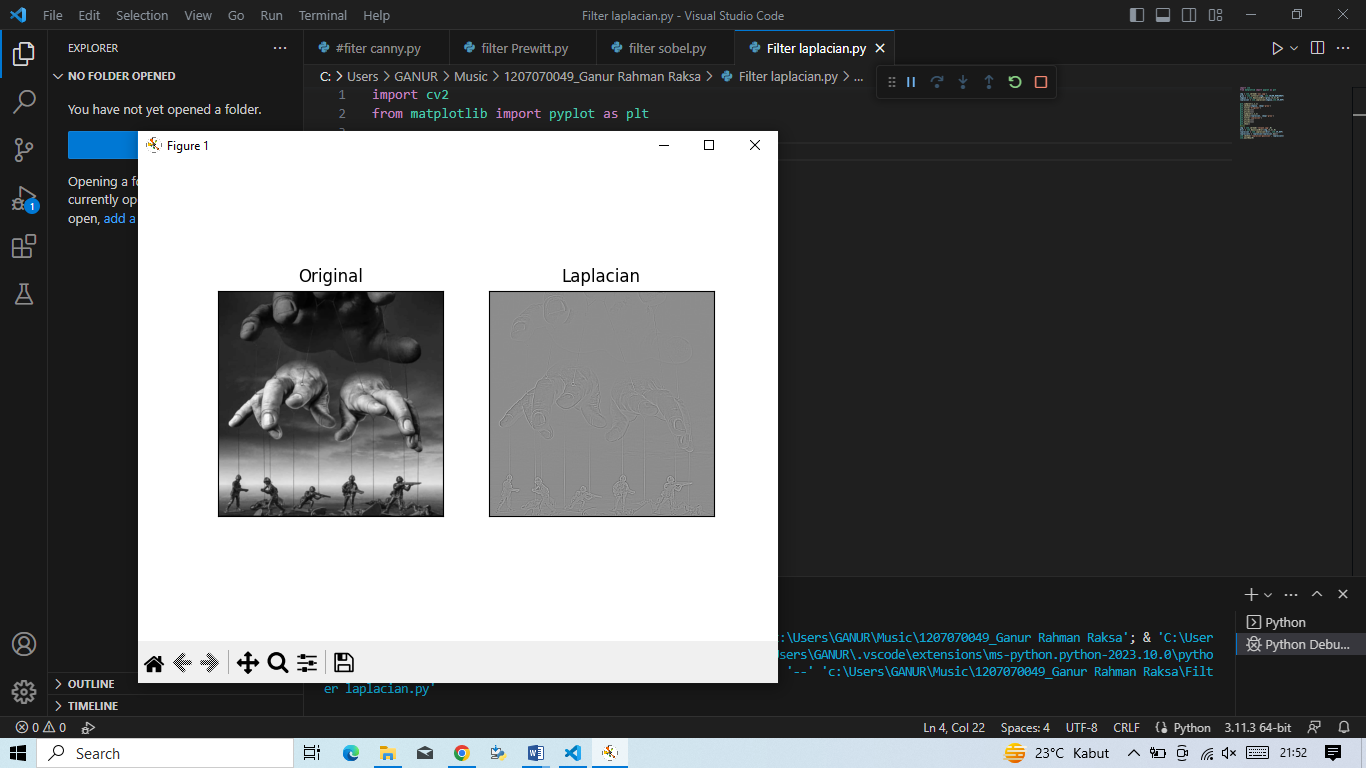 File Edit Selection View Go Run Terminal Help
Filter laplacian.py - Visual Studio Code
EXPLORER
NO FOLDER OPENED
You have not yet opened a folder.
Opening a fo
currently op
open, add a
OUTLINE
TIMELINE
#fiter canny.py
filter Prewitt.py
filter sobel.py
Filter laplacian.py
C: > Users > GANUR > Music > 1207070049_Ganur Rahman Raksa > Filter laplacian.py > ...
1 import cv2
2 from matplotlib import pyplot as plt
Figure 1
Original
Laplacian
:\Users\GANUR\Music\1207070049_Ganur Rahman Raksa'; & 'C:\User
sers\GANUR\.vscode\extensions\ms-python.python-2023.10.0\pytho
'--' 'c:\Users\GANUR\Music\1207070049_Ganur Rahman Raksa\Filt
er laplacian.py'
Python
Python Debu...
1
0 0
Ln 4, Col 22 Spaces: 4 UTF-8 CRLF Python 3.11.3 64-bit
Search
23°C Kabut
21:52